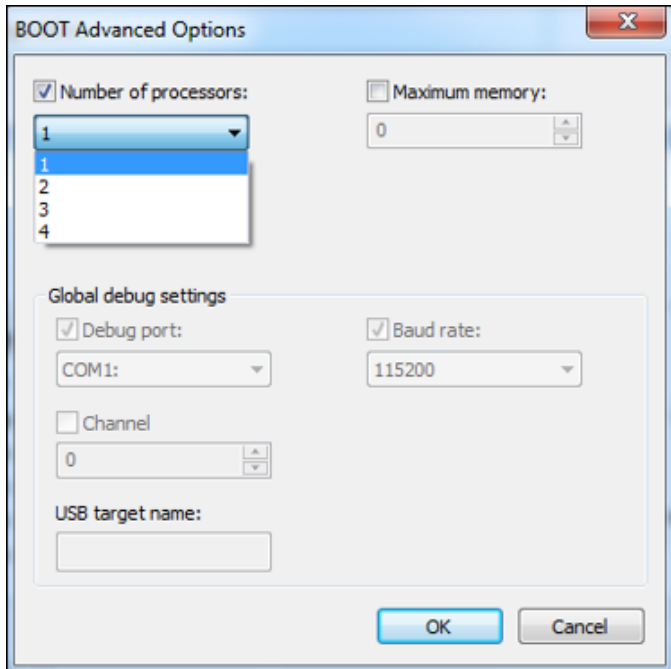 BOOT Advanced Options
Number of processors:
Maximum memory:
1
0
1
2
3
4
Global debug settings
Debug port:
Baud rate:
COM1:
115200
Channel
0
USB target name:
OK
Cancel